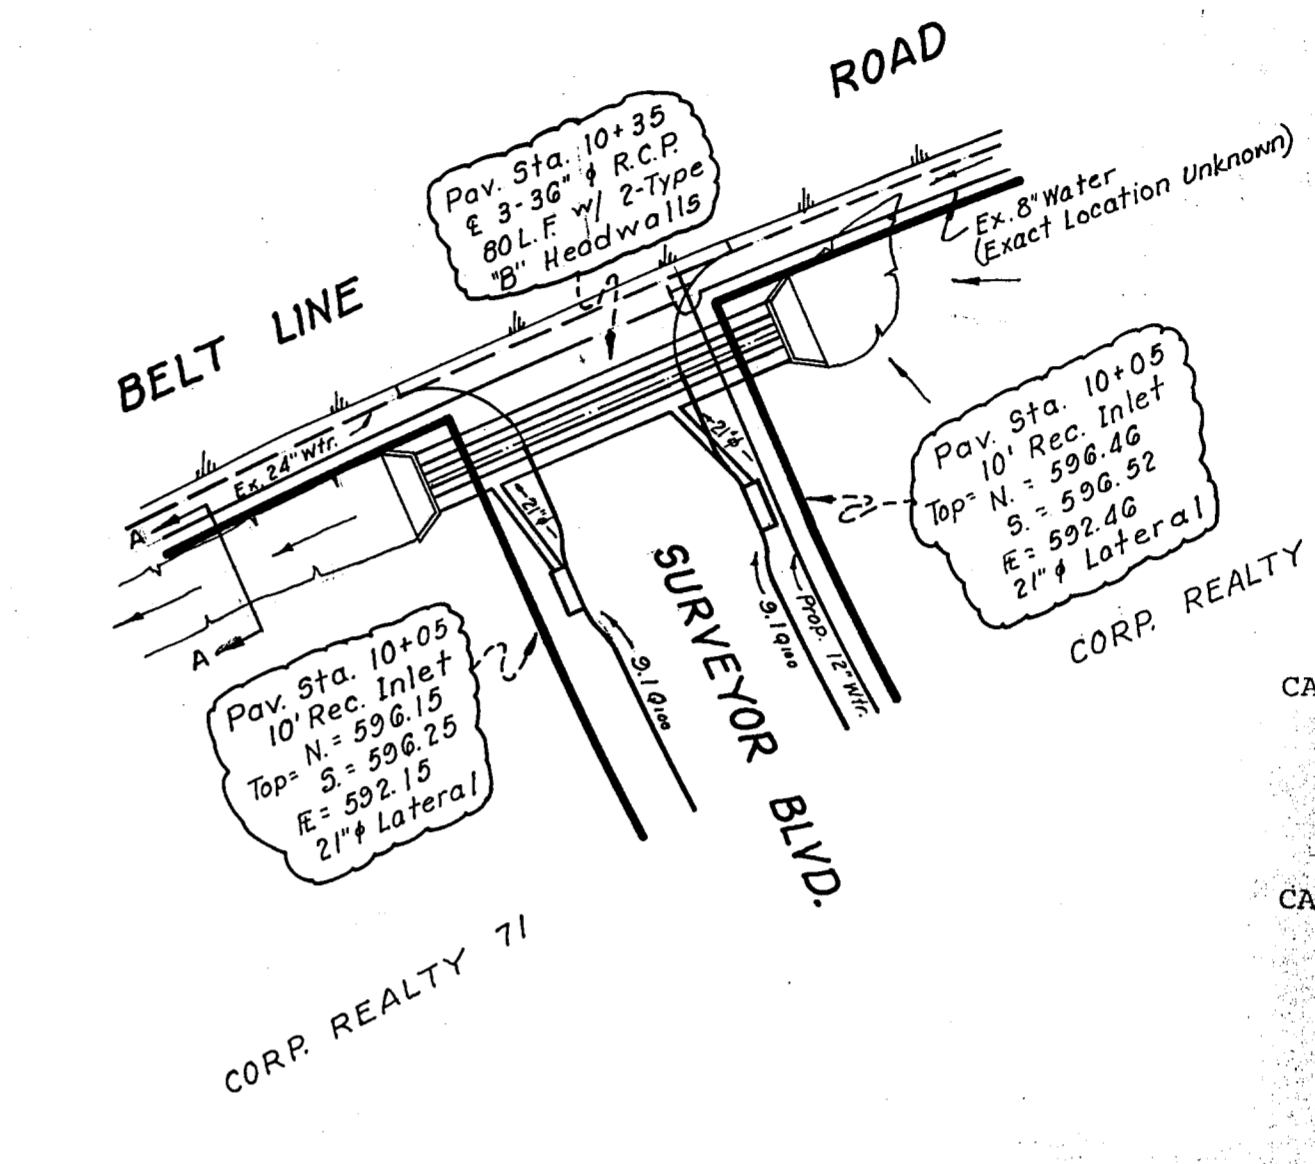 ROAD
BELT LINE
Pav. Sta. 10+35
℄ 3-36" ϕ R.C.P.
80 L.F. w/ 2-Type
"B" Headwalls
Ex. 8" Water
(Exact Location Unknown)
Ex. 24" Wtr.
A
A
21"ϕ
21"ϕ
Pav. Sta. 10+05
10' Rec. Inlet
Top= N. = 596.46
S. = 596.52
FE = 592.46
21"ϕ Lateral
Pav. Sta. 10+05
10' Rec. Inlet
Top= N. = 596.15
S. = 596.25
FE = 592.15
21"ϕ Lateral
9.1 Q100
9.1 Q100
Prop. 12" Wtr.
SURVEYOR BLVD.
CORP. REALTY
CORP. REALTY 71
CA
CA